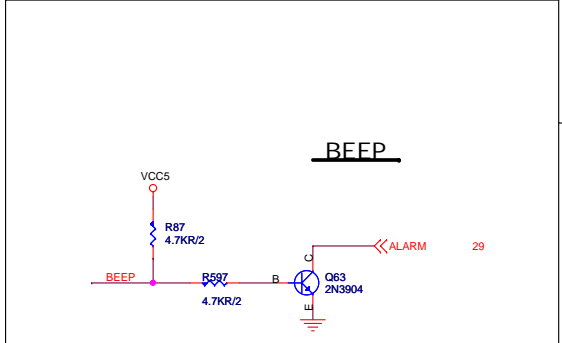 BEEP
VCC5
R87
4.7KR/2
ALARM 29
BEEP
R597
4.7KR/2
B
C
E
Q63
2N3904